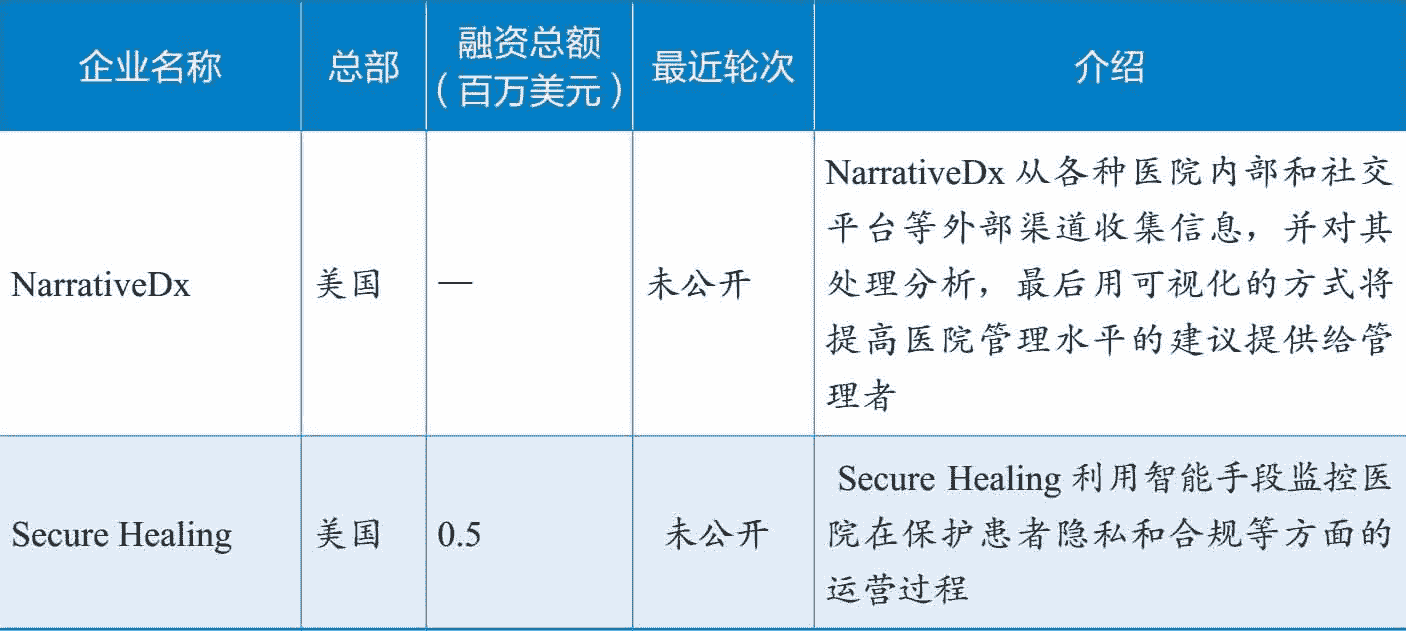 企业名称 总部 融资总额（百万美元） 最近轮次 介绍
NarrativeDx 美国 — 未公开
NarrativeDx 从各种医院内部和社交
平台等外部渠道收集信息，并对其
处理分析，最后用可视化的方式将
提高医院管理水平的建议提供给管
理者
Secure Healing 美国 0.5 未公开
Secure Healing 利用智能手段监控医
院在保护患者隐私和合规等方面的
运营过程